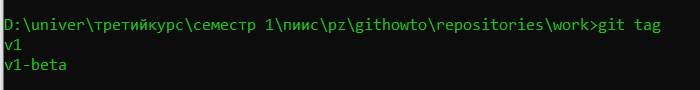 D:\univer\третийкурс\семестр 1\пиис\pz\githowto\repositories\work>git tag
v1
v1-beta